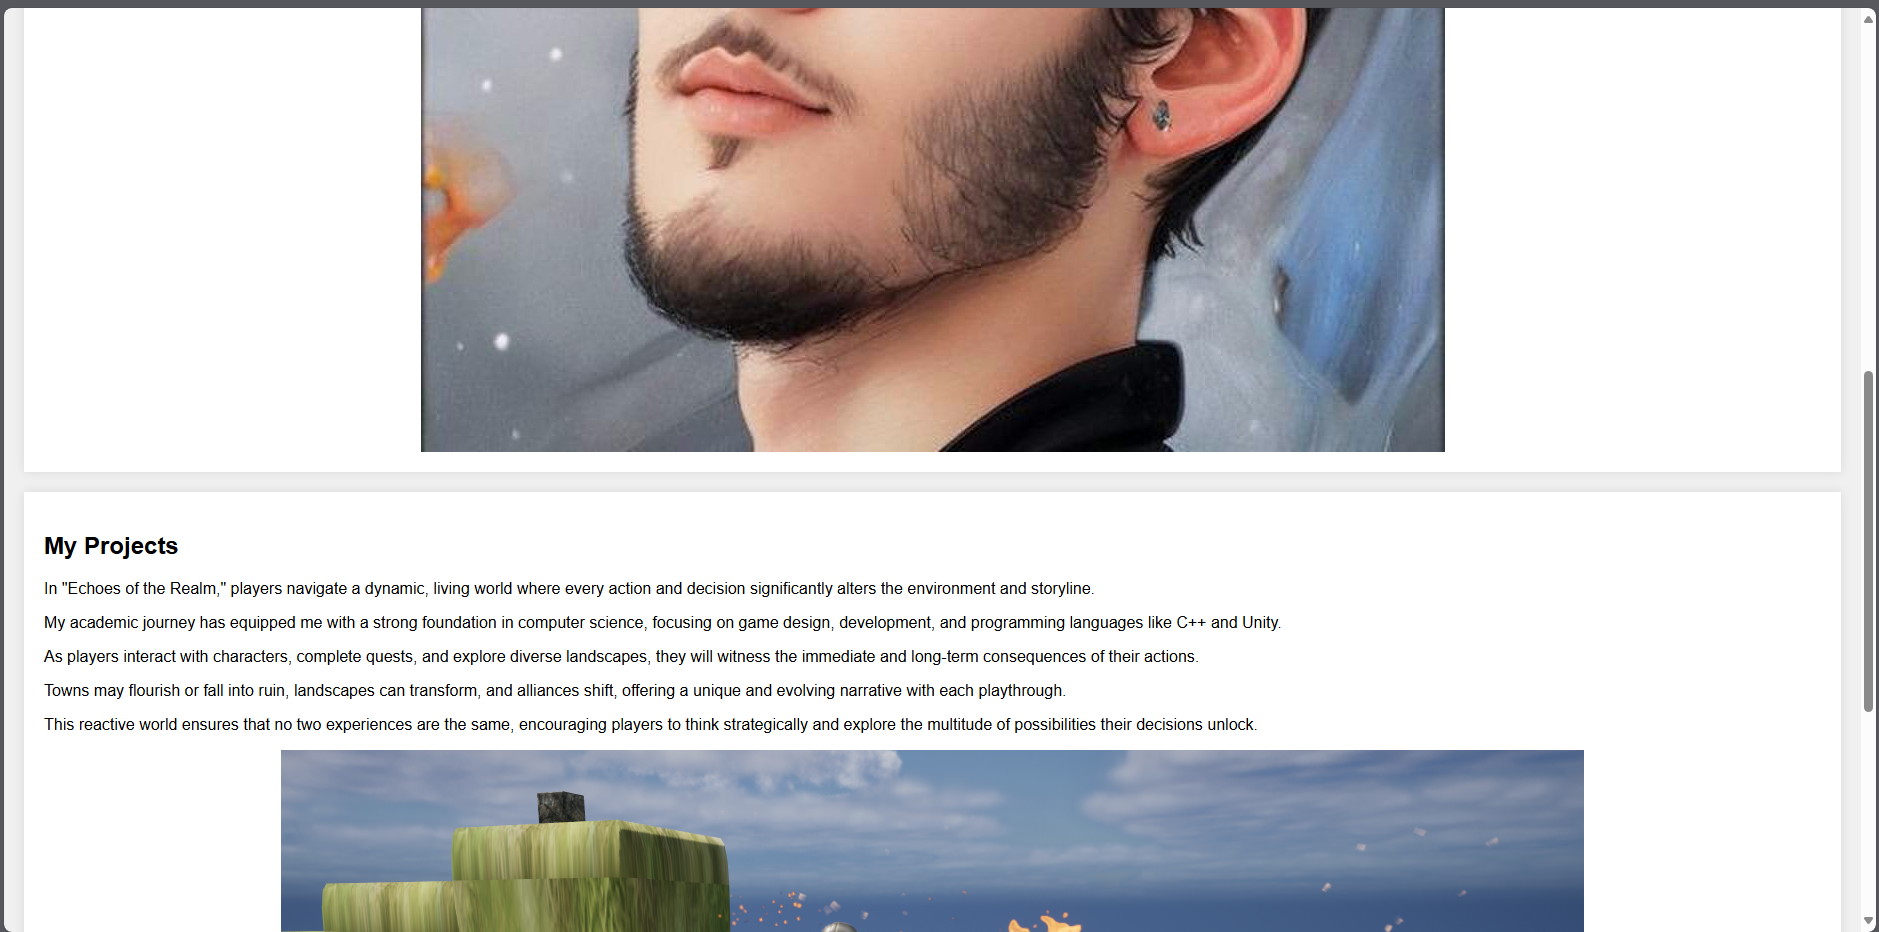 My Projects
In "Echoes of the Realm," players navigate a dynamic, living world where every action and decision significantly alters the environment and storyline.
My academic journey has equipped me with a strong foundation in computer science, focusing on game design, development, and programming languages like C++ and Unity.
As players interact with characters, complete quests, and explore diverse landscapes, they will witness the immediate and long-term consequences of their actions.
Towns may flourish or fall into ruin, landscapes can transform, and alliances shift, offering a unique and evolving narrative with each playthrough.
This reactive world ensures that no two experiences are the same, encouraging players to think strategically and explore the multitude of possibilities their decisions unlock.